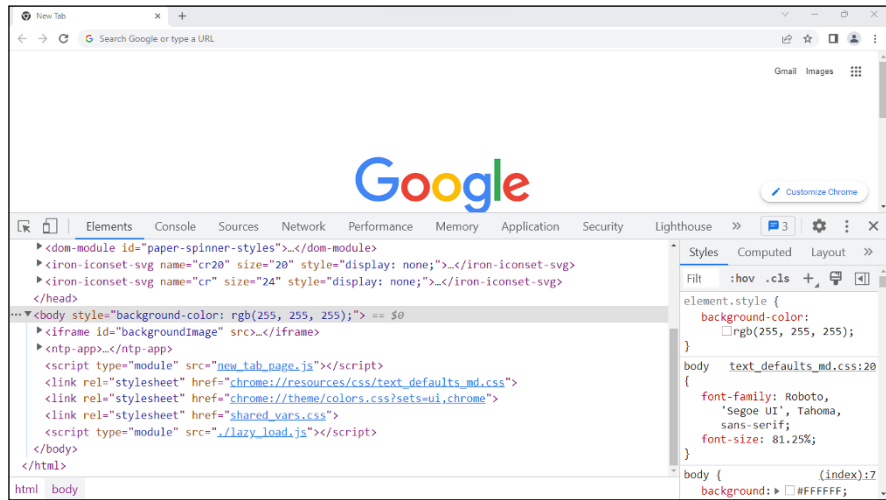 New Tab
Search Google or type a URL
Gmail Images
Google
Customize Chrome
Elements Console Sources Network Performance Memory Application Security Lighthouse » 3
<dom-module id="paper-spinner-styles">…</dom-module>
<iron-iconset-svg name="cr20" size="20" style="display: none;">…</iron-iconset-svg>
<iron-iconset-svg name="cr" size="24" style="display: none;">…</iron-iconset-svg>
</head>
<body style="background-color: rgb(255, 255, 255);"> == $0
<iframe id="backgroundImage" src>…</iframe>
<ntp-app>…</ntp-app>
<script type="module" src="new_tab_page.js"></script>
<link rel="stylesheet" href="chrome://resources/css/text_defaults_md.css">
<link rel="stylesheet" href="chrome://theme/colors.css?sets=ui,chrome">
<link rel="stylesheet" href="shared_vars.css">
<script type="module" src="./lazy_load.js"></script>
</body>
</html>
html body
Styles Computed Layout »
Filt :hov .cls +
element.style {
background-color:
rgb(255, 255, 255);
}
body text_defaults_md.css:20
{
font-family: Roboto,
'Segoe UI', Tahoma,
sans-serif;
font-size: 81.25%;
}
body { (index):7
background: #FFFFFF;